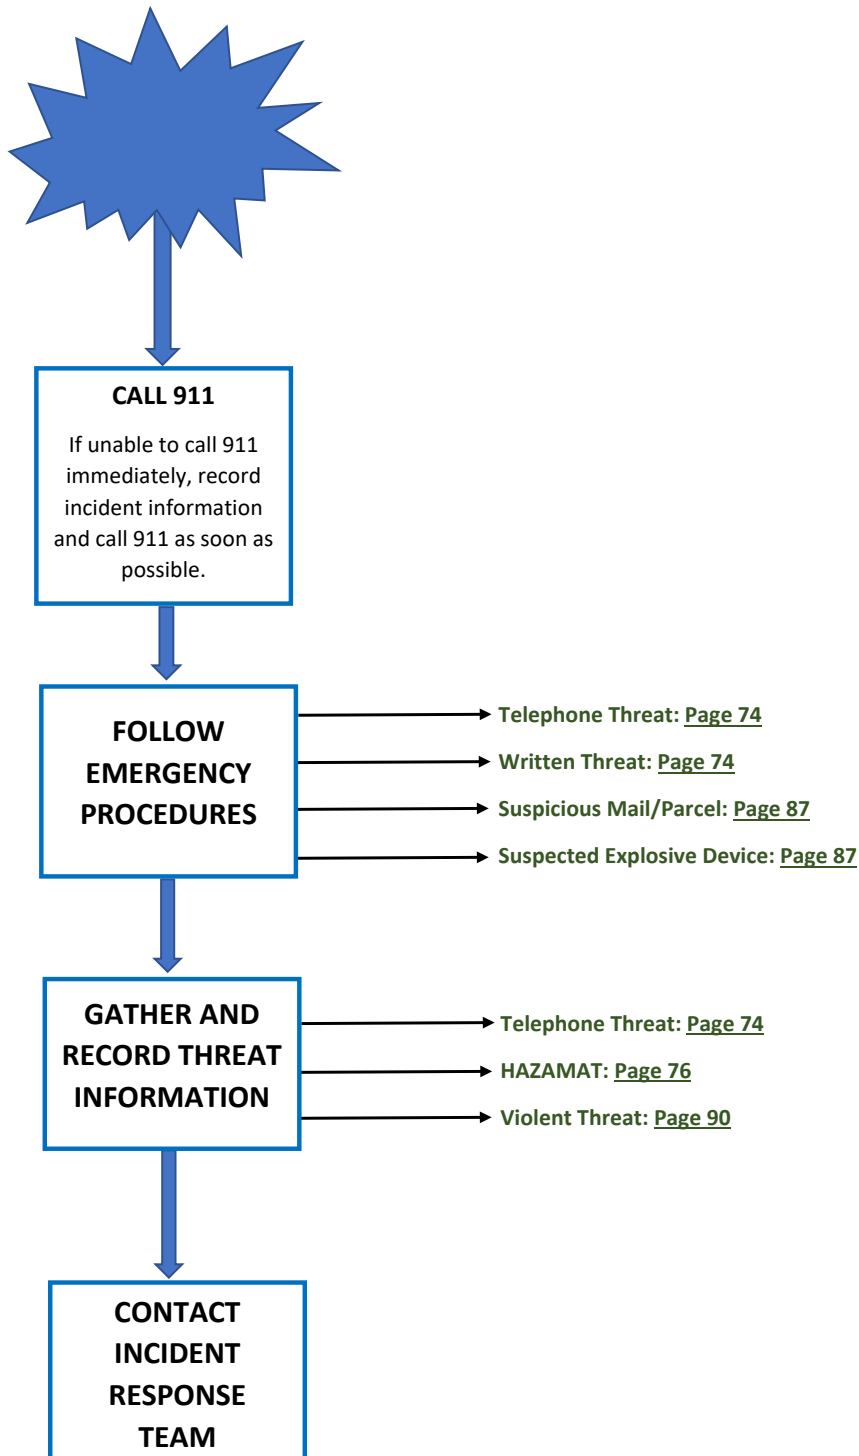 CALL 911
If unable to call 911
immediately, record
incident information
and call 911 as soon as
possible.
FOLLOW
EMERGENCY
PROCEDURES
Telephone Threat: Page 74
Written Threat: Page 74
Suspicious Mail/Parcel: Page 87
Suspected Explosive Device: Page 87
GATHER AND
RECORD THREAT
INFORMATION
Telephone Threat: Page 74
HAZAMAT: Page 76
Violent Threat: Page 90
CONTACT
INCIDENT
RESPONSE
TEAM